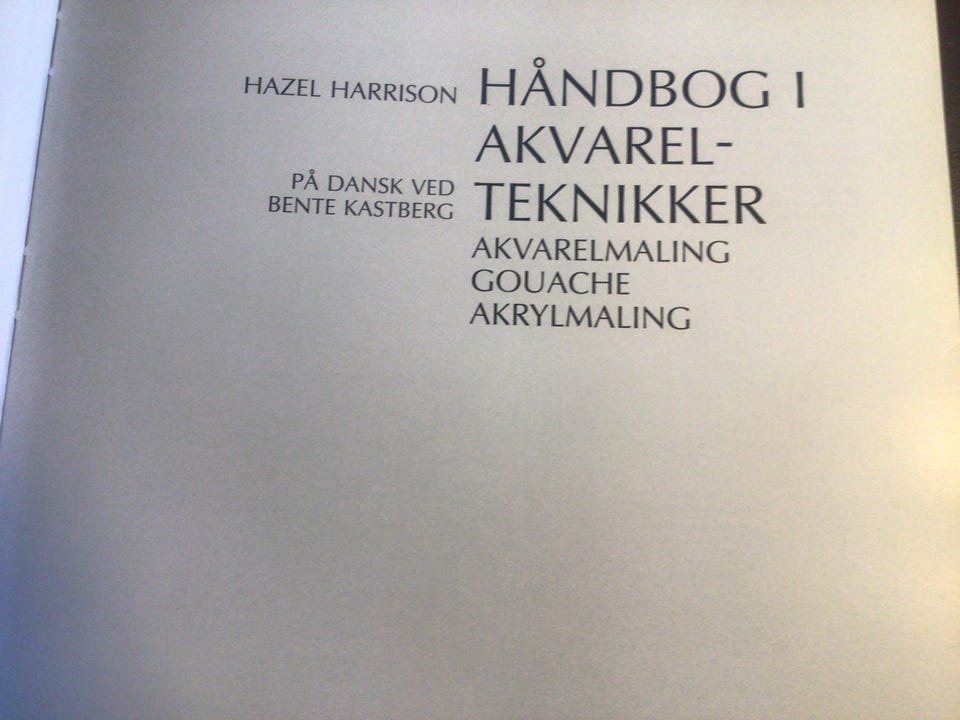 HAZEL HARRISON
PÅ DANSK VED
BENTE KASTBERG
HÅNDBOG I
AKVAREL-
TEKNIKKER
AKVARELMALING
GOUACHE
AKRYLMALING